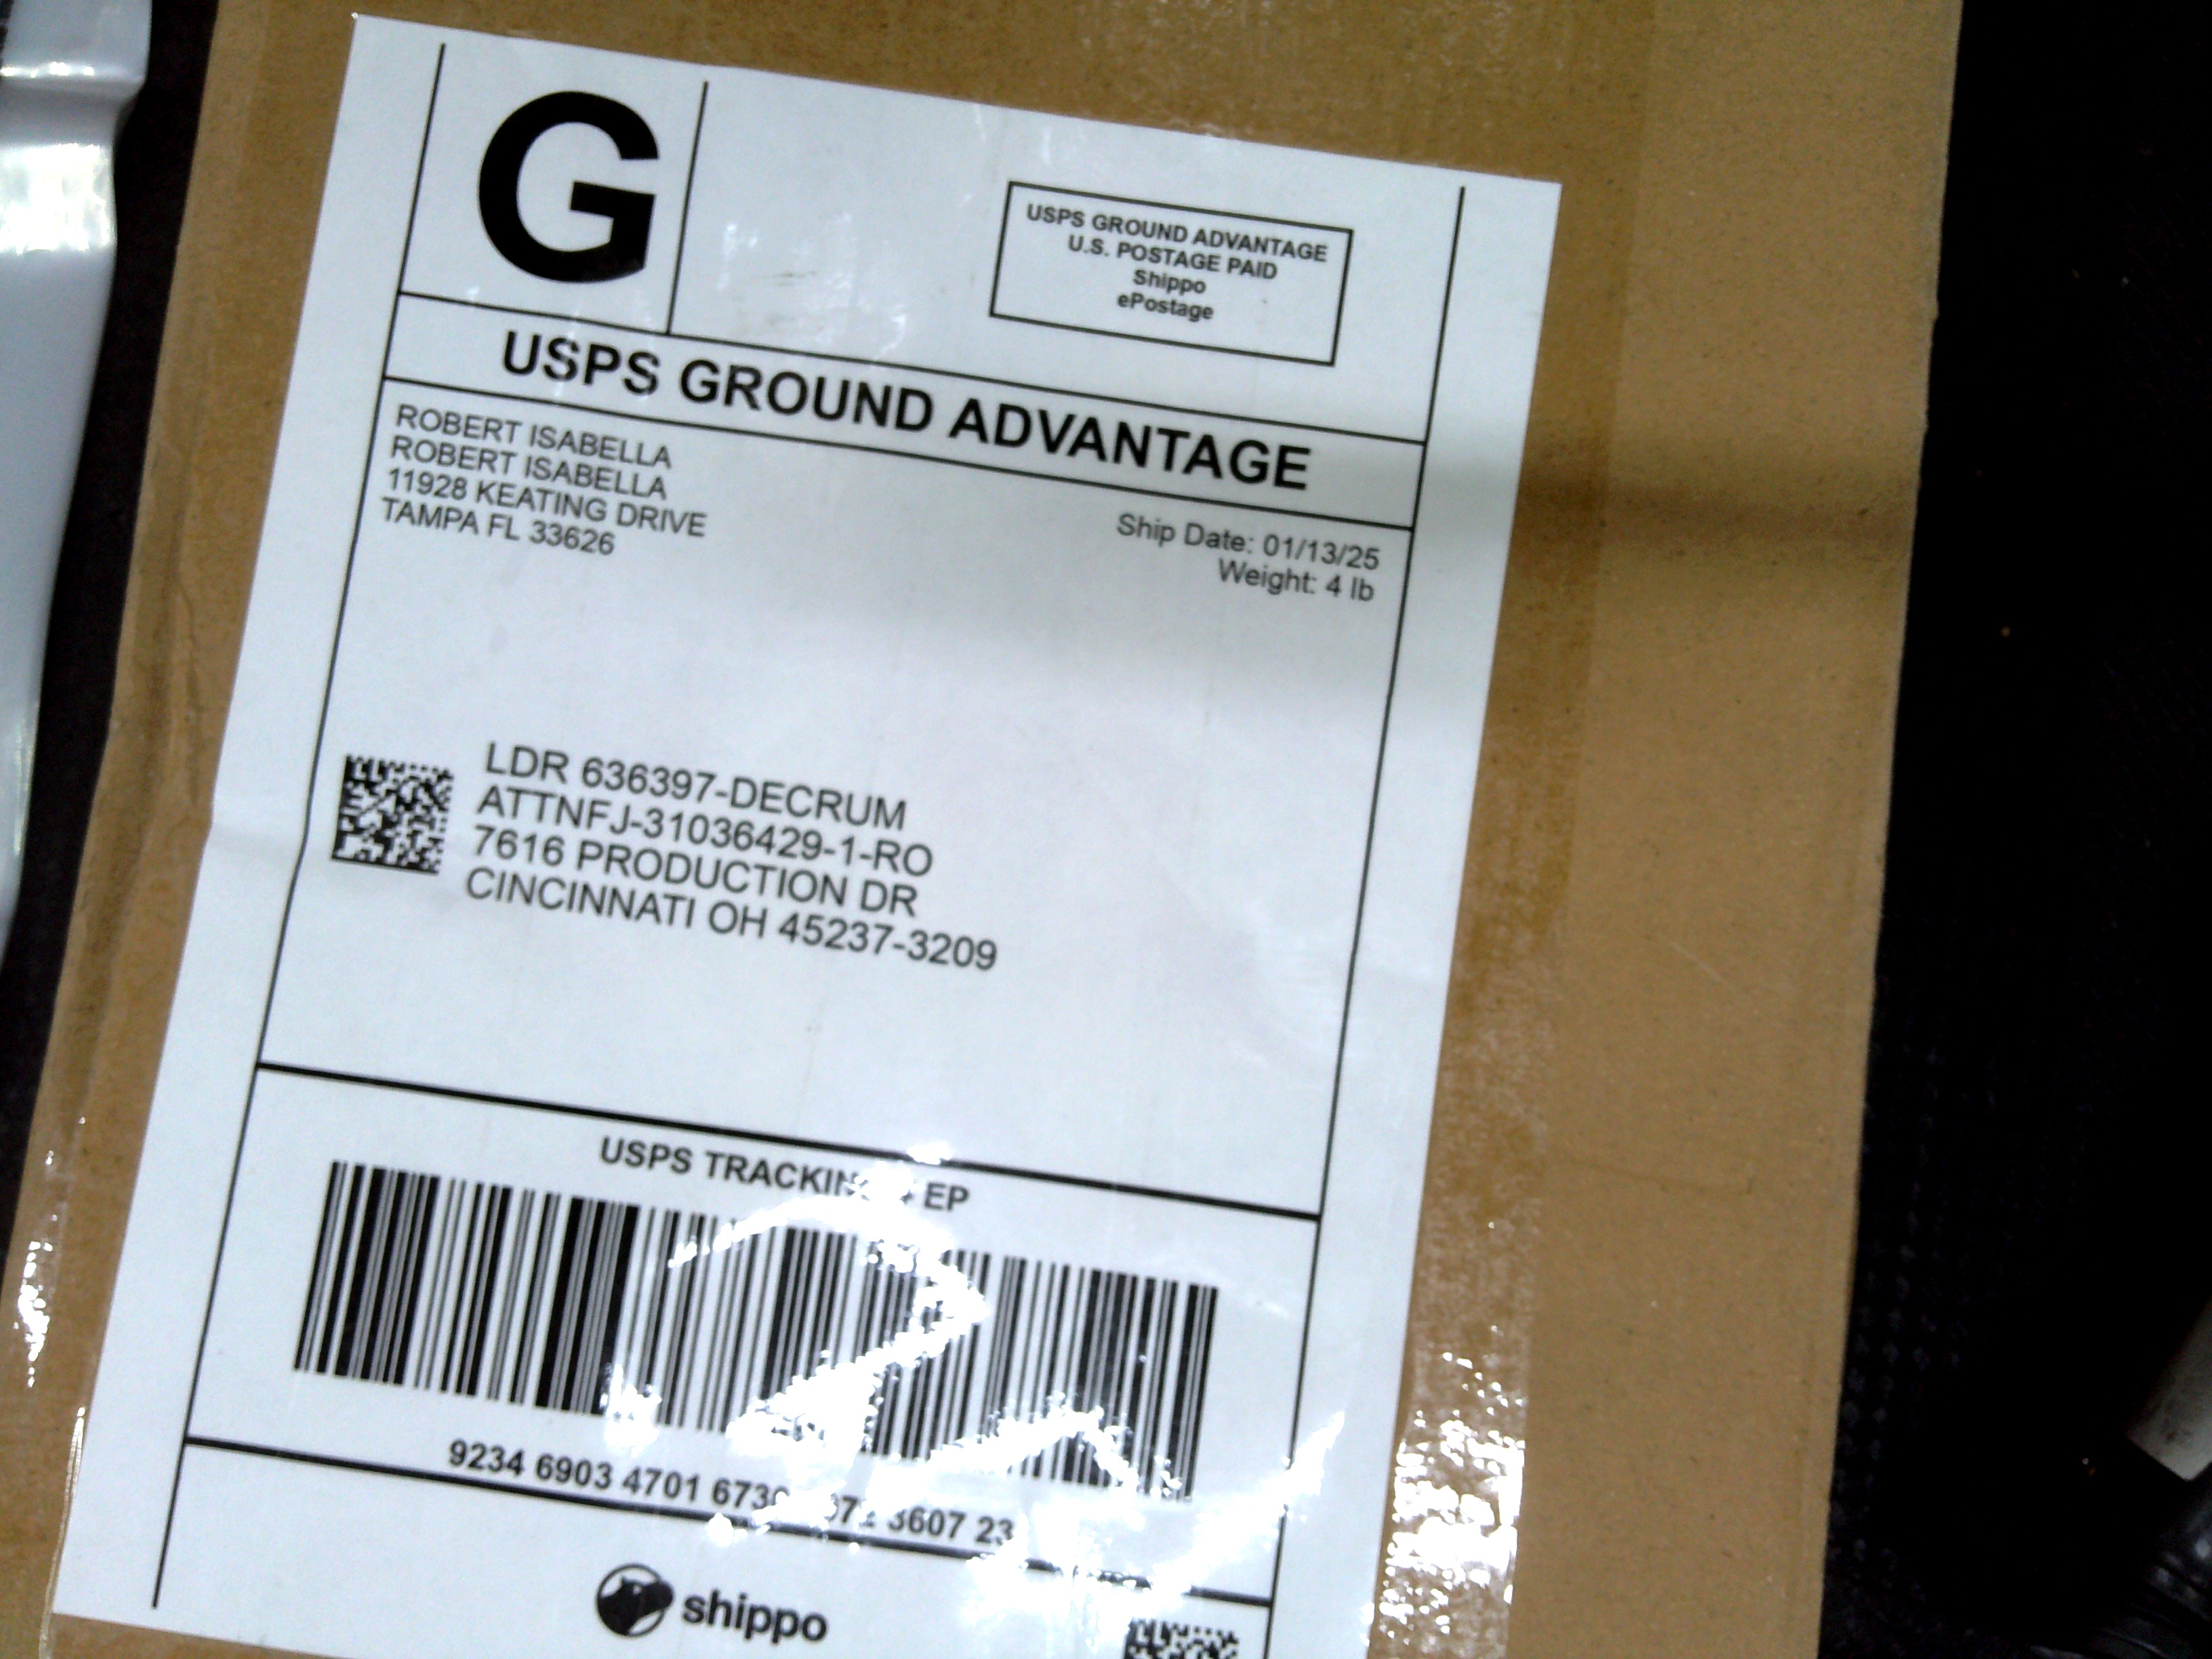 G
USPS GROUND ADVANTAGE
U.S. POSTAGE PAID
Shippo
ePostage
USPS GROUND ADVANTAGE
ROBERT ISABELLA
ROBERT ISABELLA
11928 KEATING DRIVE
TAMPA FL 33626
Ship Date: 01/13/25
Weight: 4 lb
LDR 636397-DECRUM
ATTNFJ-31036429-1-RO
7616 PRODUCTION DR
CINCINNATI OH 45237-3209
USPS EP
9234 6903 4701 3607 23
shippo